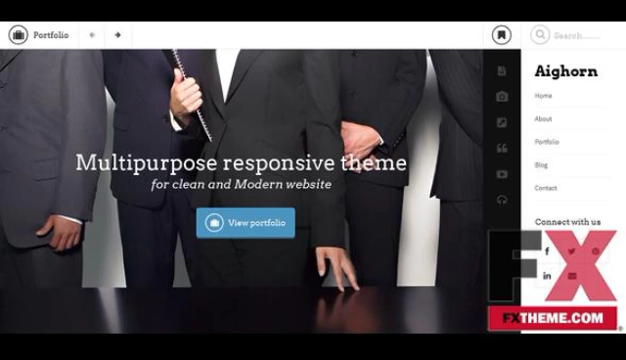 Portfolio
Search......
Aighorn
Home
About
Portfolio
Blog
Contact
Multipurpose responsive theme
for clean and Modern website
View portfolio
Connect with us
FX
FXTHEME.COM